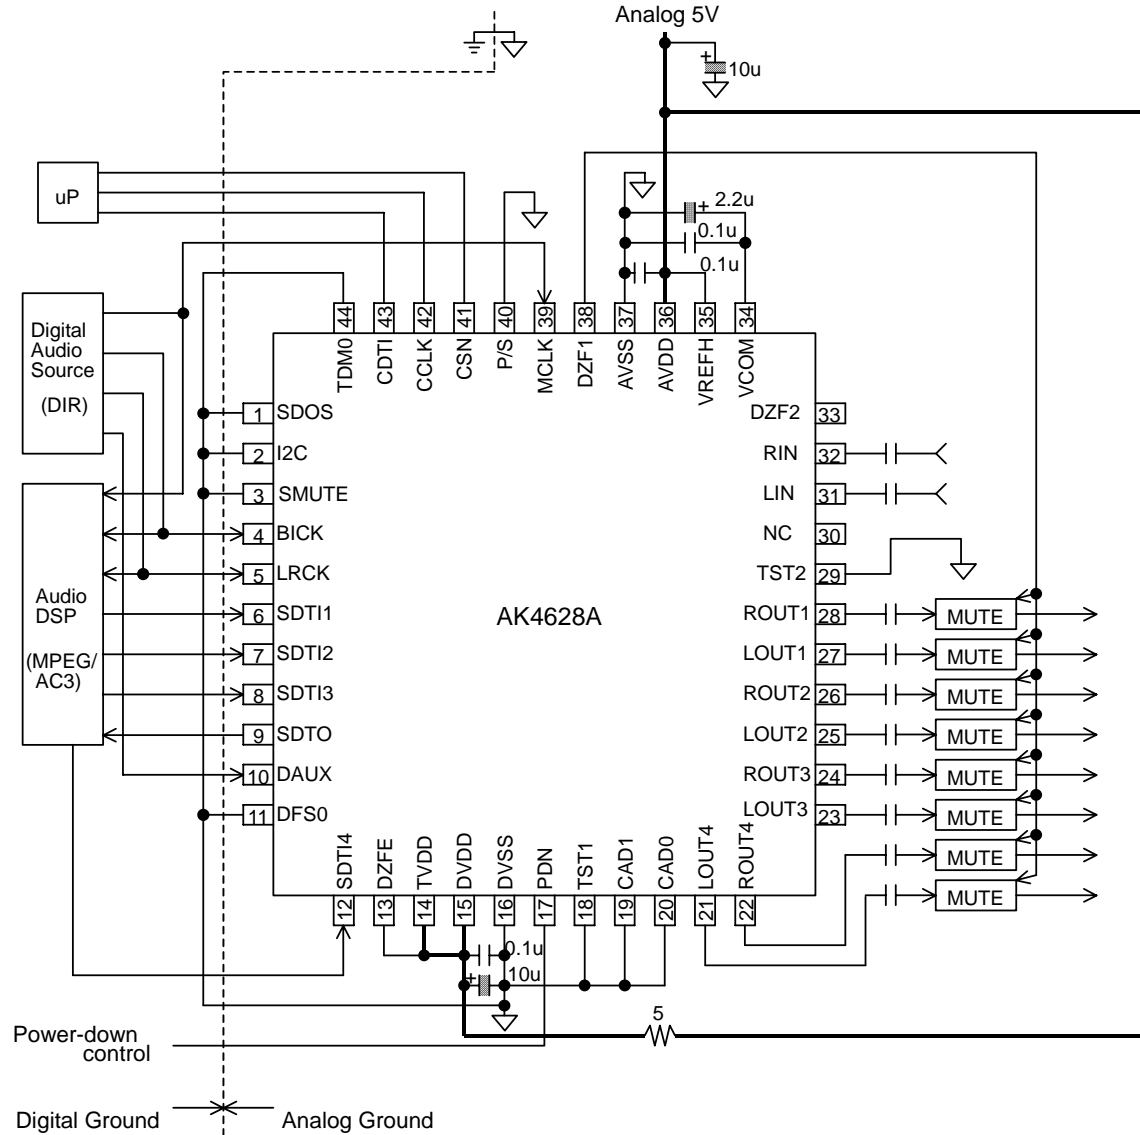 Analog 5V
+
10u
uP
+ 2.2u
0.1u
0.1u
44
43
42
41
40
39
38
37
36
35
34
TDM0
CDTI
CCLK
CSN
P/S
MCLK
DZF1
AVSS
AVDD
VREFH
VCOM
Digital
Audio
Source
(DIR)
Audio
DSP
(MPEG/
AC3)
1 SDOS
2 I2C
3 SMUTE
4 BICK
5 LRCK
6 SDTI1
7 SDTI2
8 SDTI3
9 SDTO
10 DAUX
11 DFS0
AK4628A
DZF2 33
RIN 32
LIN 31
NC 30
TST2 29
ROUT1 28 MUTE
LOUT1 27 MUTE
ROUT2 26 MUTE
LOUT2 25 MUTE
ROUT3 24 MUTE
LOUT3 23 MUTE
MUTE
MUTE
SDTI4
DZFE
TVDD
DVDD
DVSS
PDN
TST1
CAD1
CAD0
LOUT4
ROUT4
12
13
14
15
16
17
18
19
20
21
22
0.1u
+
10u
5
Power-down
control
Digital Ground
Analog Ground